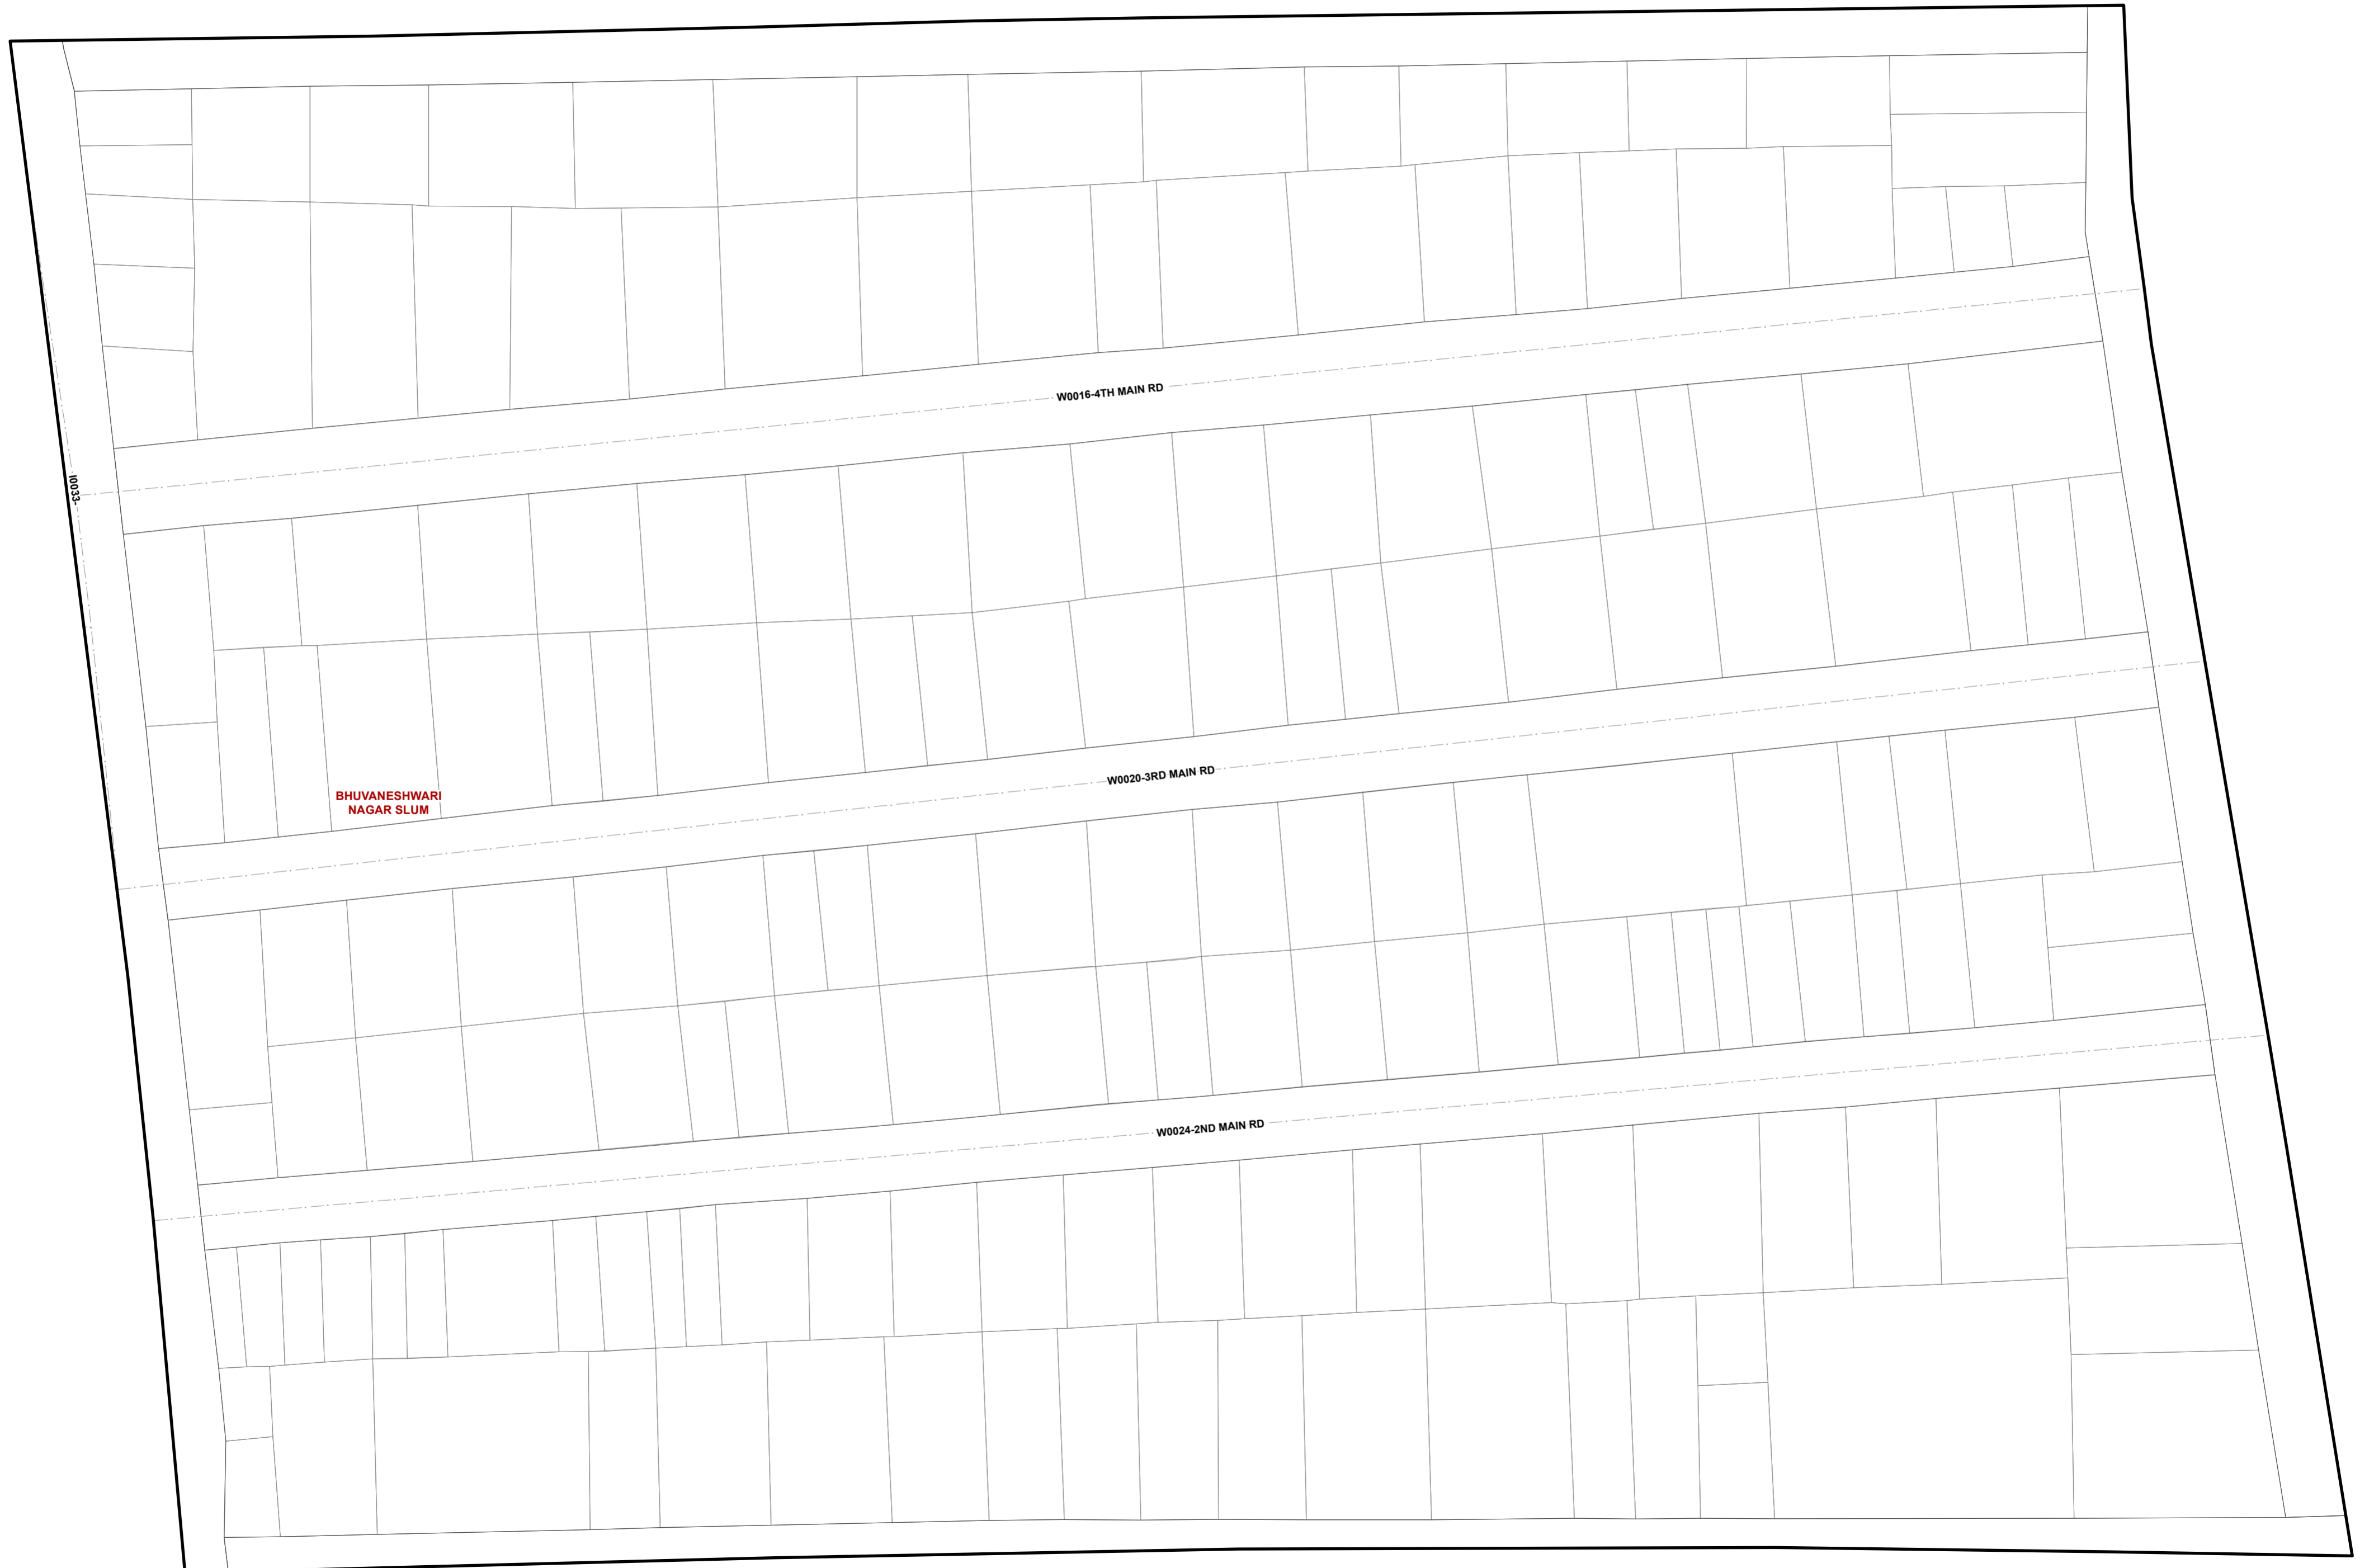 W0016-4TH MAIN RD
I0033-
BHUVANESHWARI
NAGAR SLUM
W0020-3RD MAIN RD
W0024-2ND MAIN RD